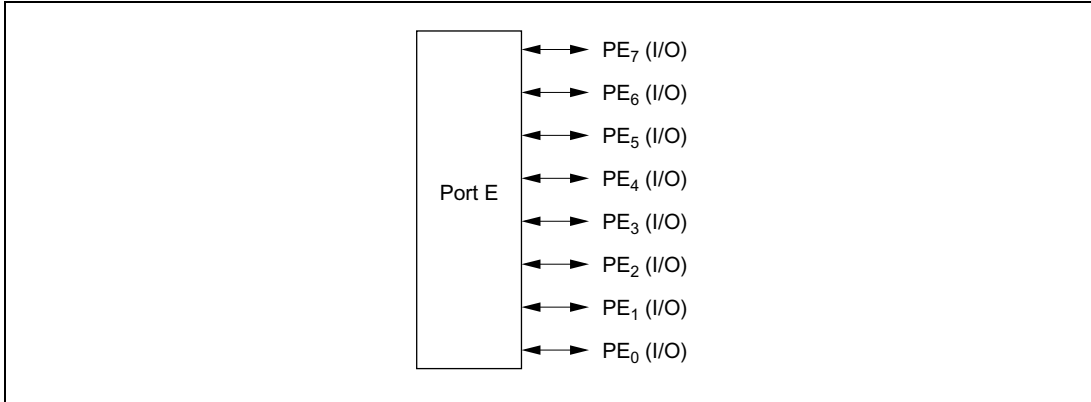 PE₇ (I/O)
PE₆ (I/O)
PE₅ (I/O)
PE₄ (I/O)
Port E
PE₃ (I/O)
PE₂ (I/O)
PE₁ (I/O)
PE₀ (I/O)